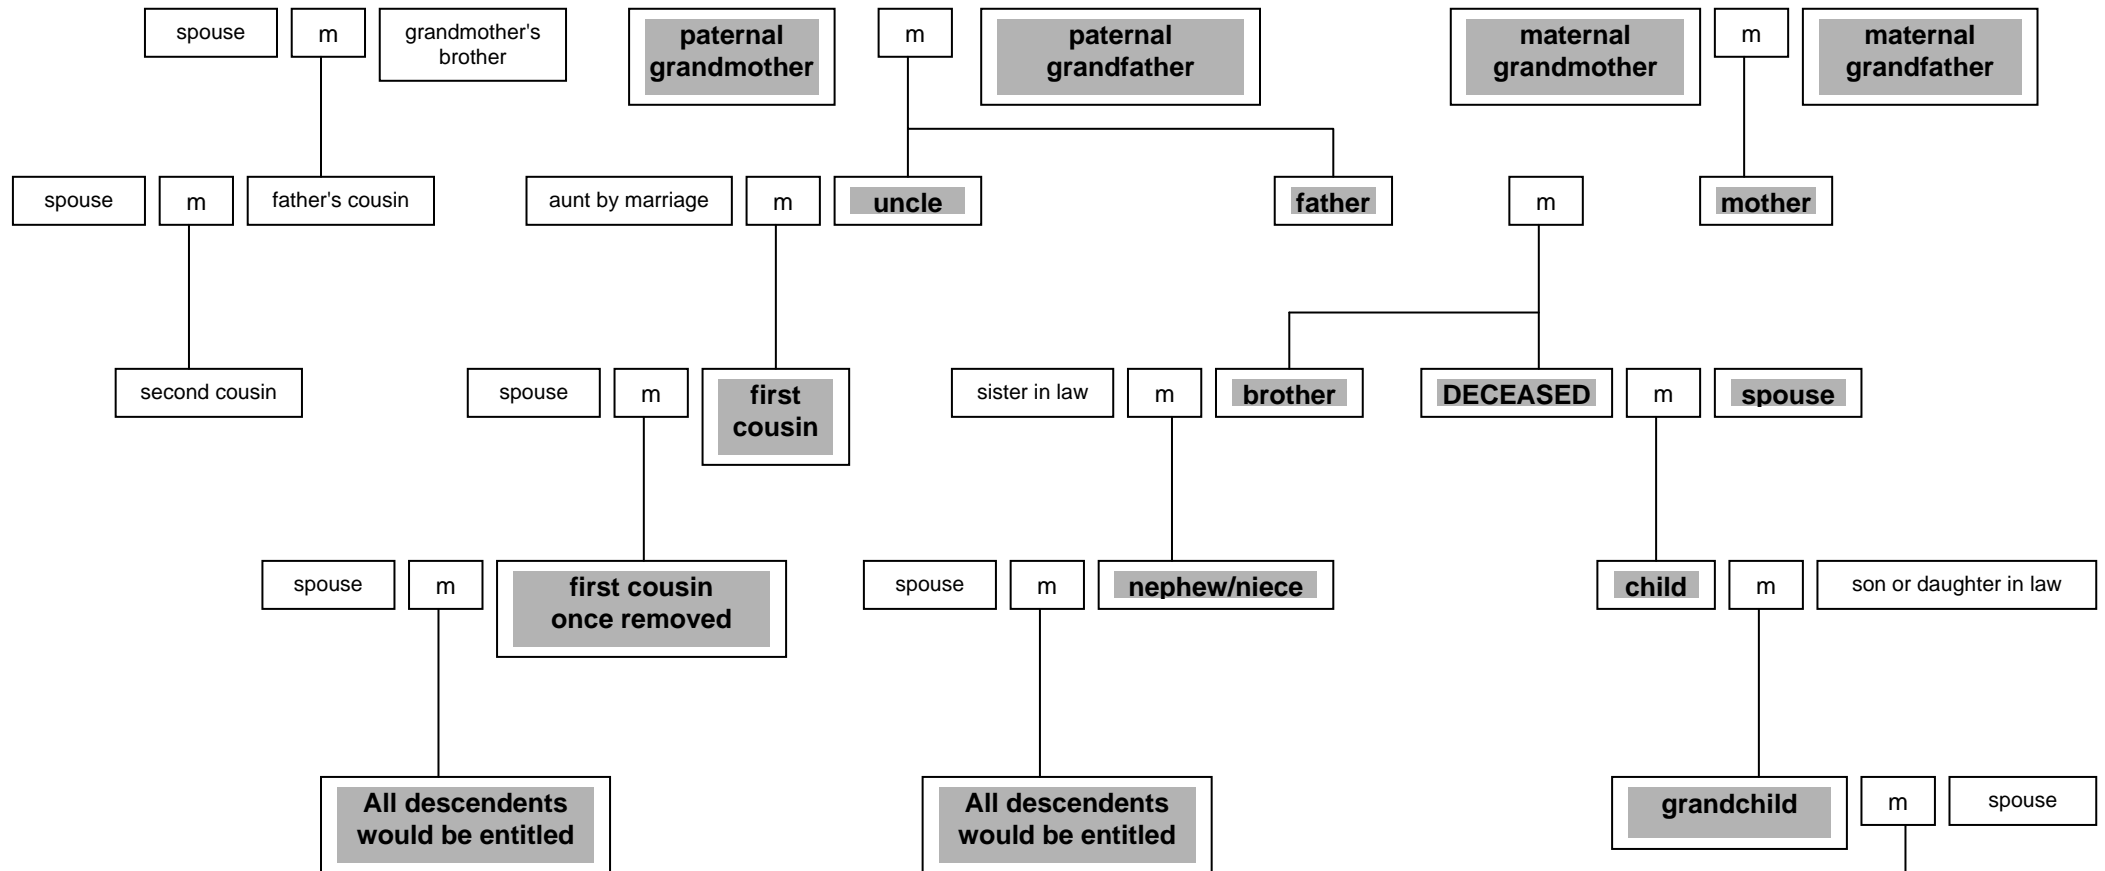 spouse
m
grandmother's
brother
paternal
grandmother
m
paternal
grandfather
maternal
grandmother
m
maternal
grandfather
spouse
m
father's cousin
aunt by marriage
m
uncle
father
m
mother
second cousin
spouse
m
first
cousin
sister in law
m
brother
DECEASED
m
spouse
spouse
m
first cousin
once removed
spouse
m
nephew/niece
child
m
son or daughter in law
All descendents
would be entitled
All descendents
would be entitled
grandchild
m
spouse